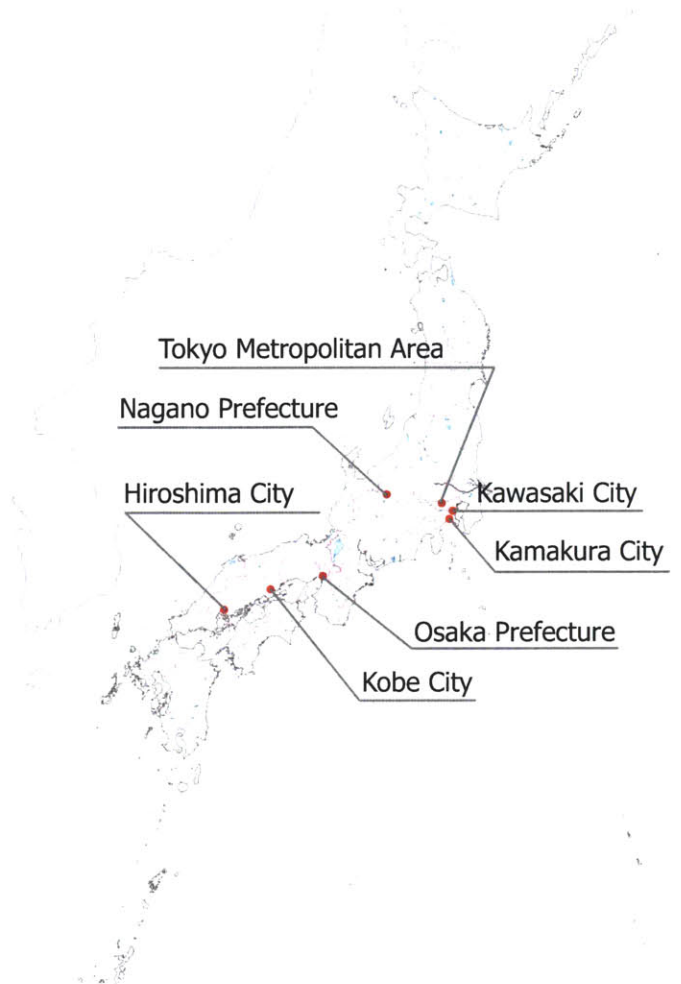 Tokyo Metropolitan Area
Nagano Prefecture
Hiroshima City
Kawasaki City
Kamakura City
Osaka Prefecture
Kobe City